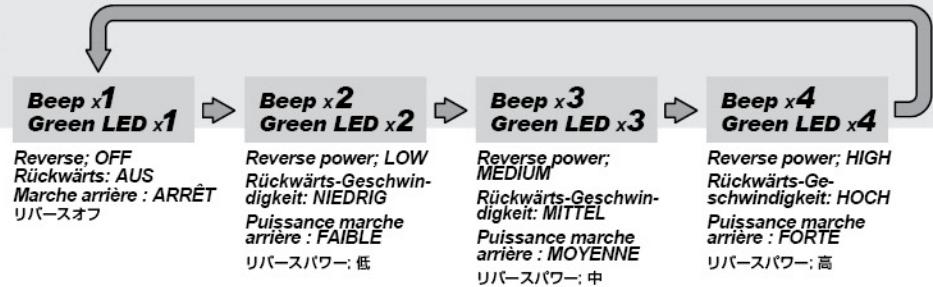 Beep x1
Green LED x1
Reverse; OFF
Rückwärts: AUS
Marche arrière : ARRÊT
リバースオフ
Beep x2
Green LED x2
Reverse power; LOW
Rückwärts-Geschwin-
digkeit: NIEDRIG
Puissance marche
arrière : FAIBLE
リバースパワー; 低
Beep x3
Green LED x3
Reverse power;
MEDIUM
Rückwärts-Geschwin-
digkeit: MITTEL
Puissance marche
arrière : MOYENNE
リバースパワー; 中
Beep x4
Green LED x4
Reverse power; HIGH
Rückwärts-Ge-
schwindigkeit: HOCH
Puissance marche
arrière : FORTE
リバースパワー; 高